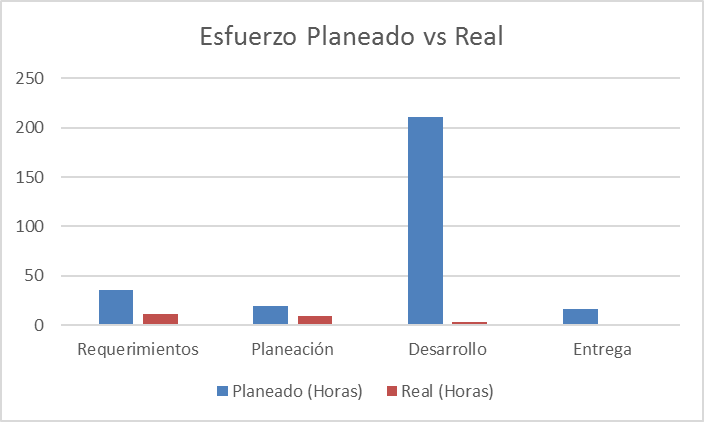 Esfuerzo Planeado vs Real
250
200
150
100
50
0
Requerimientos Planeación Desarrollo Entrega
Planeado (Horas) Real (Horas)